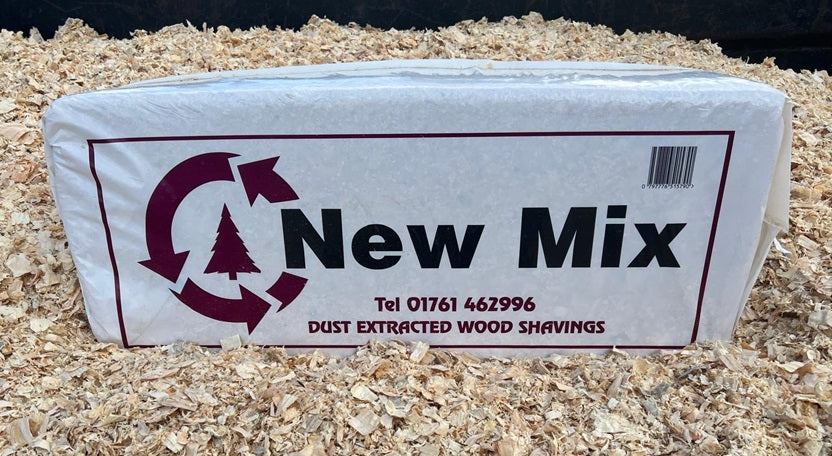 New Mix
Tel 01761 462996
DUST EXTRACTED WOOD SHAVINGS